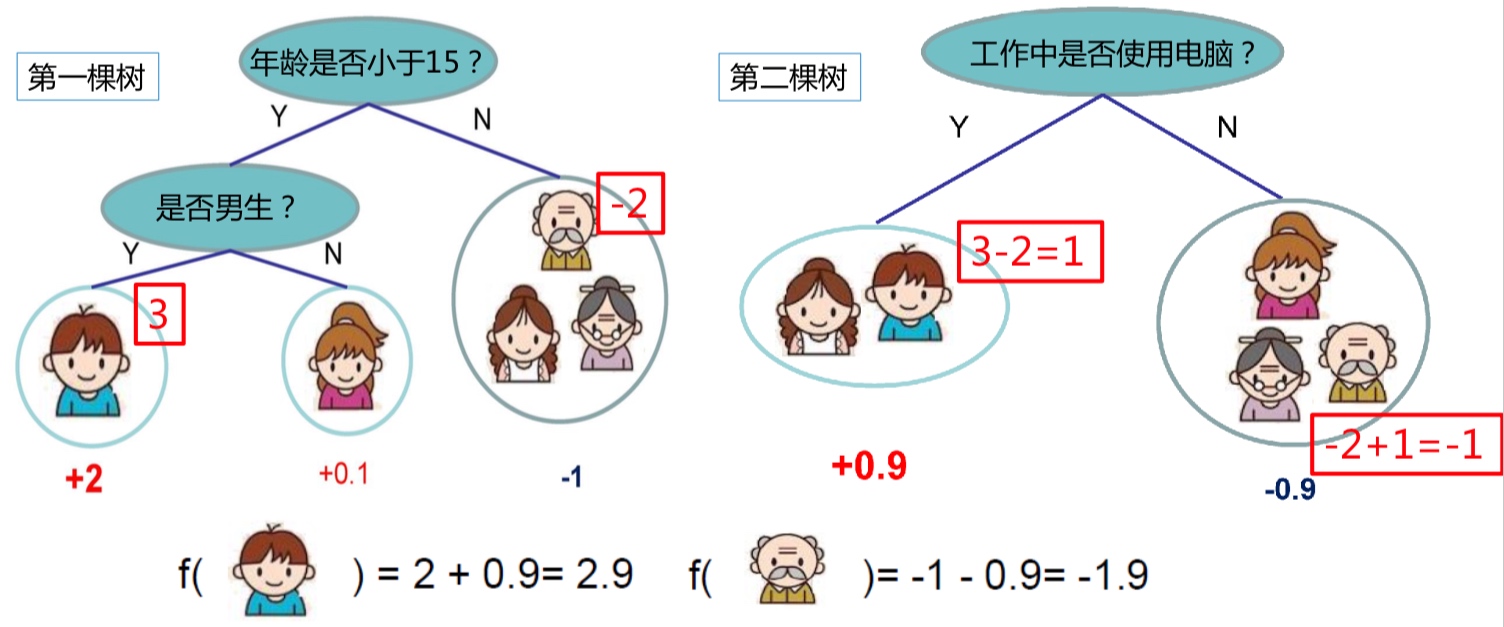 第一棵树
年龄是否小于15？
Y
N
是否男生？
Y
N
3
-2
+2
+0.1
-1
第二棵树
工作中是否使用电脑？
Y
N
3-2=1
-2+1=-1
+0.9
-0.9
f( ) = 2 + 0.9= 2.9
f( )= -1 - 0.9= -1.9